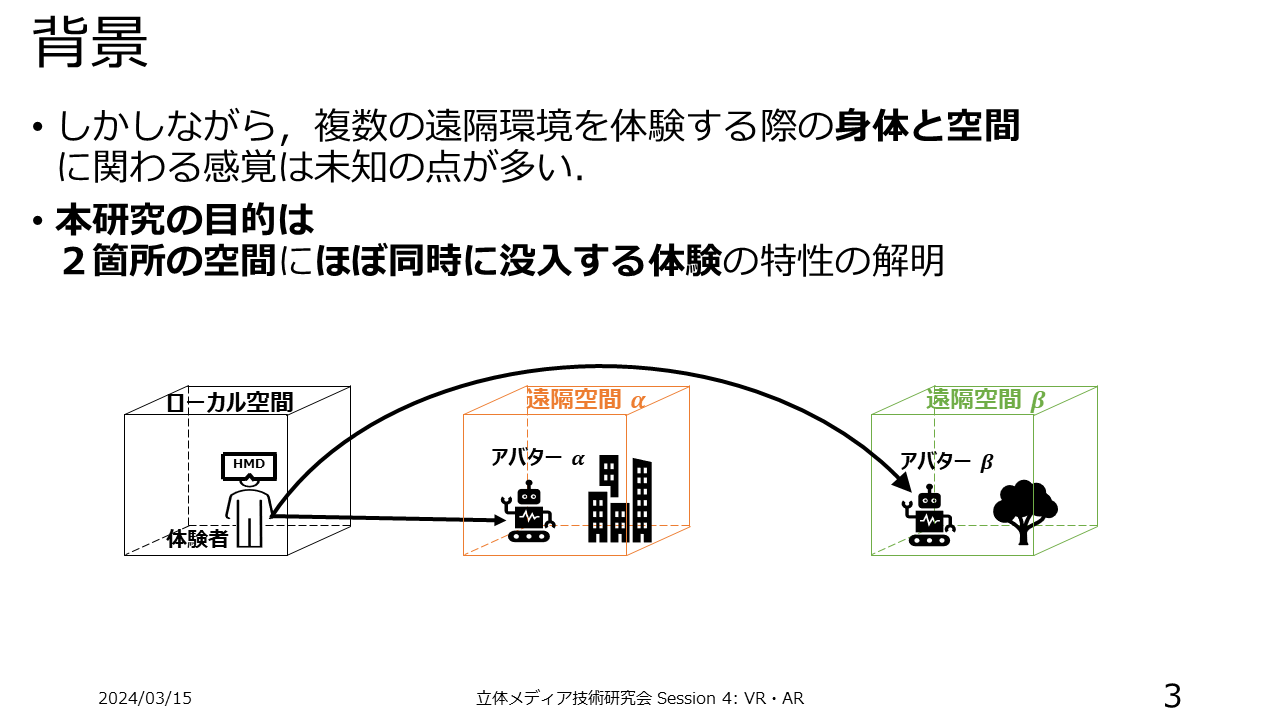 背景
• しかしながら，複数の遠隔環境を体験する際の身体と空間
に関わる感覚は未知の点が多い．
• 本研究の目的は
２箇所の空間にほぼ同時に没入する体験の特性の解明
ローカル空間
遠隔空間 α
遠隔空間 β
HMD
アバター α
アバター β
体験者
2024/03/15
立体メディア技術研究会 Session 4: VR・AR
3